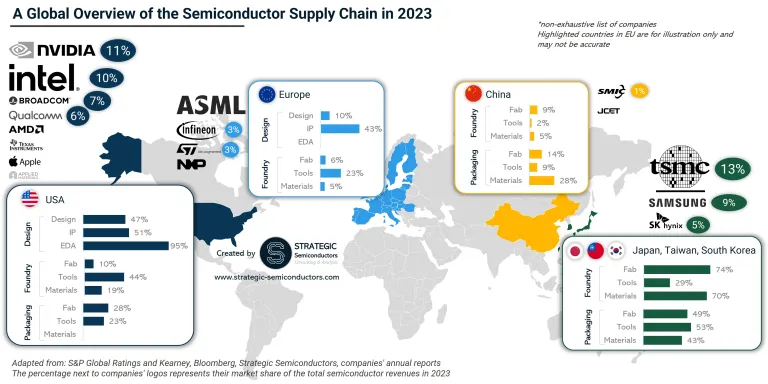 A Global Overview of the Semiconductor Supply Chain in 2023
*non-exhaustive list of companies
Highlighted countries in EU are for illustration only and
may not be accurate
NVIDIA 11%
intel. 10%
BROADCOM 7%
Qualcomm 6%
AMD
TEXAS
INSTRUMENTS
Apple
APPLIED
MATERIALS
ASML
infineon 3%
ST 3%
NXP
Europe
Design
Design 10%
IP 43%
EDA
Foundry
Fab 6%
Tools 23%
Materials 5%
China
Foundry
Fab 9%
Tools 2%
Materials 5%
Packaging
Fab 14%
Tools 9%
Materials 28%
SMIC 1%
JCET
tsmc 13%
SAMSUNG 9%
SK hynix 5%
USA
Design
Design 47%
IP 51%
EDA 95%
Foundry
Fab 10%
Tools 44%
Materials 19%
Packaging
Fab 28%
Tools 23%
Materials
Created by
STRATEGIC
Semiconductors
www.strategic-semiconductors.com
Japan, Taiwan, South Korea
Foundry
Fab 74%
Tools 29%
Materials 70%
Packaging
Fab 49%
Tools 53%
Materials 43%
Adapted from: S&P Global Ratings and Kearney, Bloomberg, Strategic Semiconductors, companies' annual reports
The percentage next to companies' logos represents their market share of the total semiconductor revenues in 2023